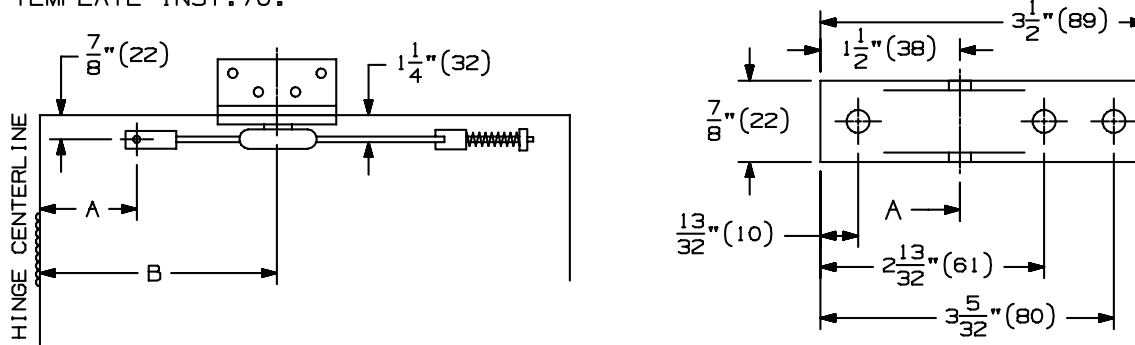 TEMPLATE INST.
7/8"(22)
1 1/4"(32)
HINGE CENTERLINE
A
B
3 1/2"(89)
1 1/2"(38)
7/8"(22)
A
13/32"(10)
2 13/32"(61)
3 5/32"(80)